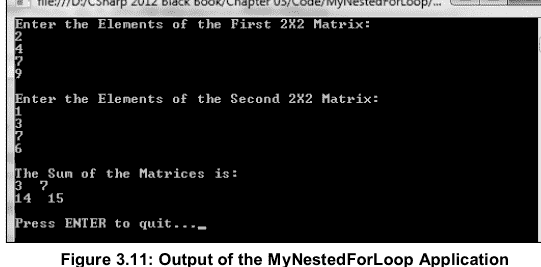 file:///D:/CSharp 2012 Black Book/Chapter 05/Code/MyNestedForLoop/...
Enter the Elements of the First 2X2 Matrix:
2
4
7
9
Enter the Elements of the Second 2X2 Matrix:
1
3
7
6
The Sum of the Matrices is:
3  7
14  15
Press ENTER to quit..._
Figure 3.11: Output of the MyNestedForLoop Application